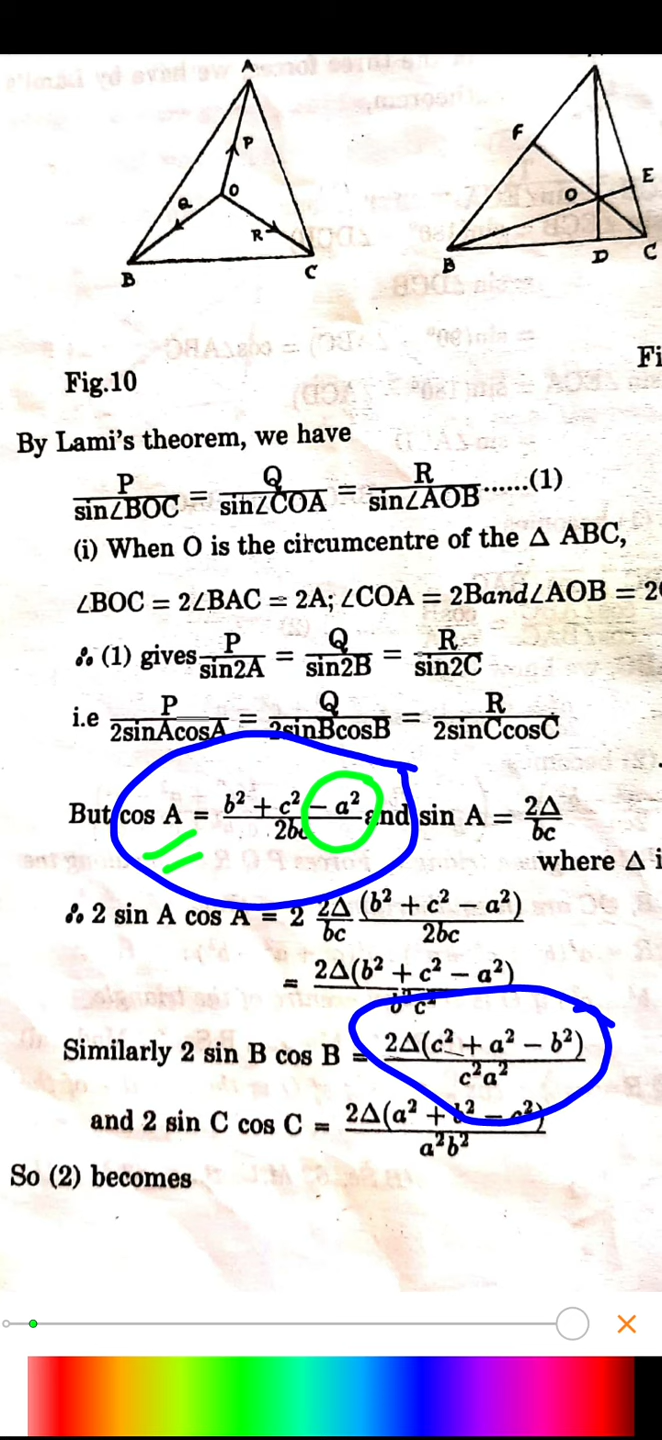 A
P
Q
O
R
B
C
F
E
O
B
D
C
Fi
Fig.10
By Lami's theorem, we have
P/sin∠BOC = Q/sin∠COA = R/sin∠AOB ......(1)
(i) When O is the circumcentre of the Δ ABC,
∠BOC = 2∠BAC = 2A; ∠COA = 2Band∠AOB = 2
∴ (1) gives P/sin2A = Q/sin2B = R/sin2C
i.e P/2sinAcosA = Q/2sinBcosB = R/2sinCcosC
But cos A = b² + c² − a²/2bc and sin A = 2Δ/bc
where Δ i
∴ 2 sin A cos A = 2 2Δ/bc (b² + c² − a²)/2bc
= 2Δ(b² + c² − a²)/b²c²
Similarly 2 sin B cos B = 2Δ(c² + a² − b²)/c²a²
and 2 sin C cos C = 2Δ(a² + b² − c²)/a²b²
So (2) becomes